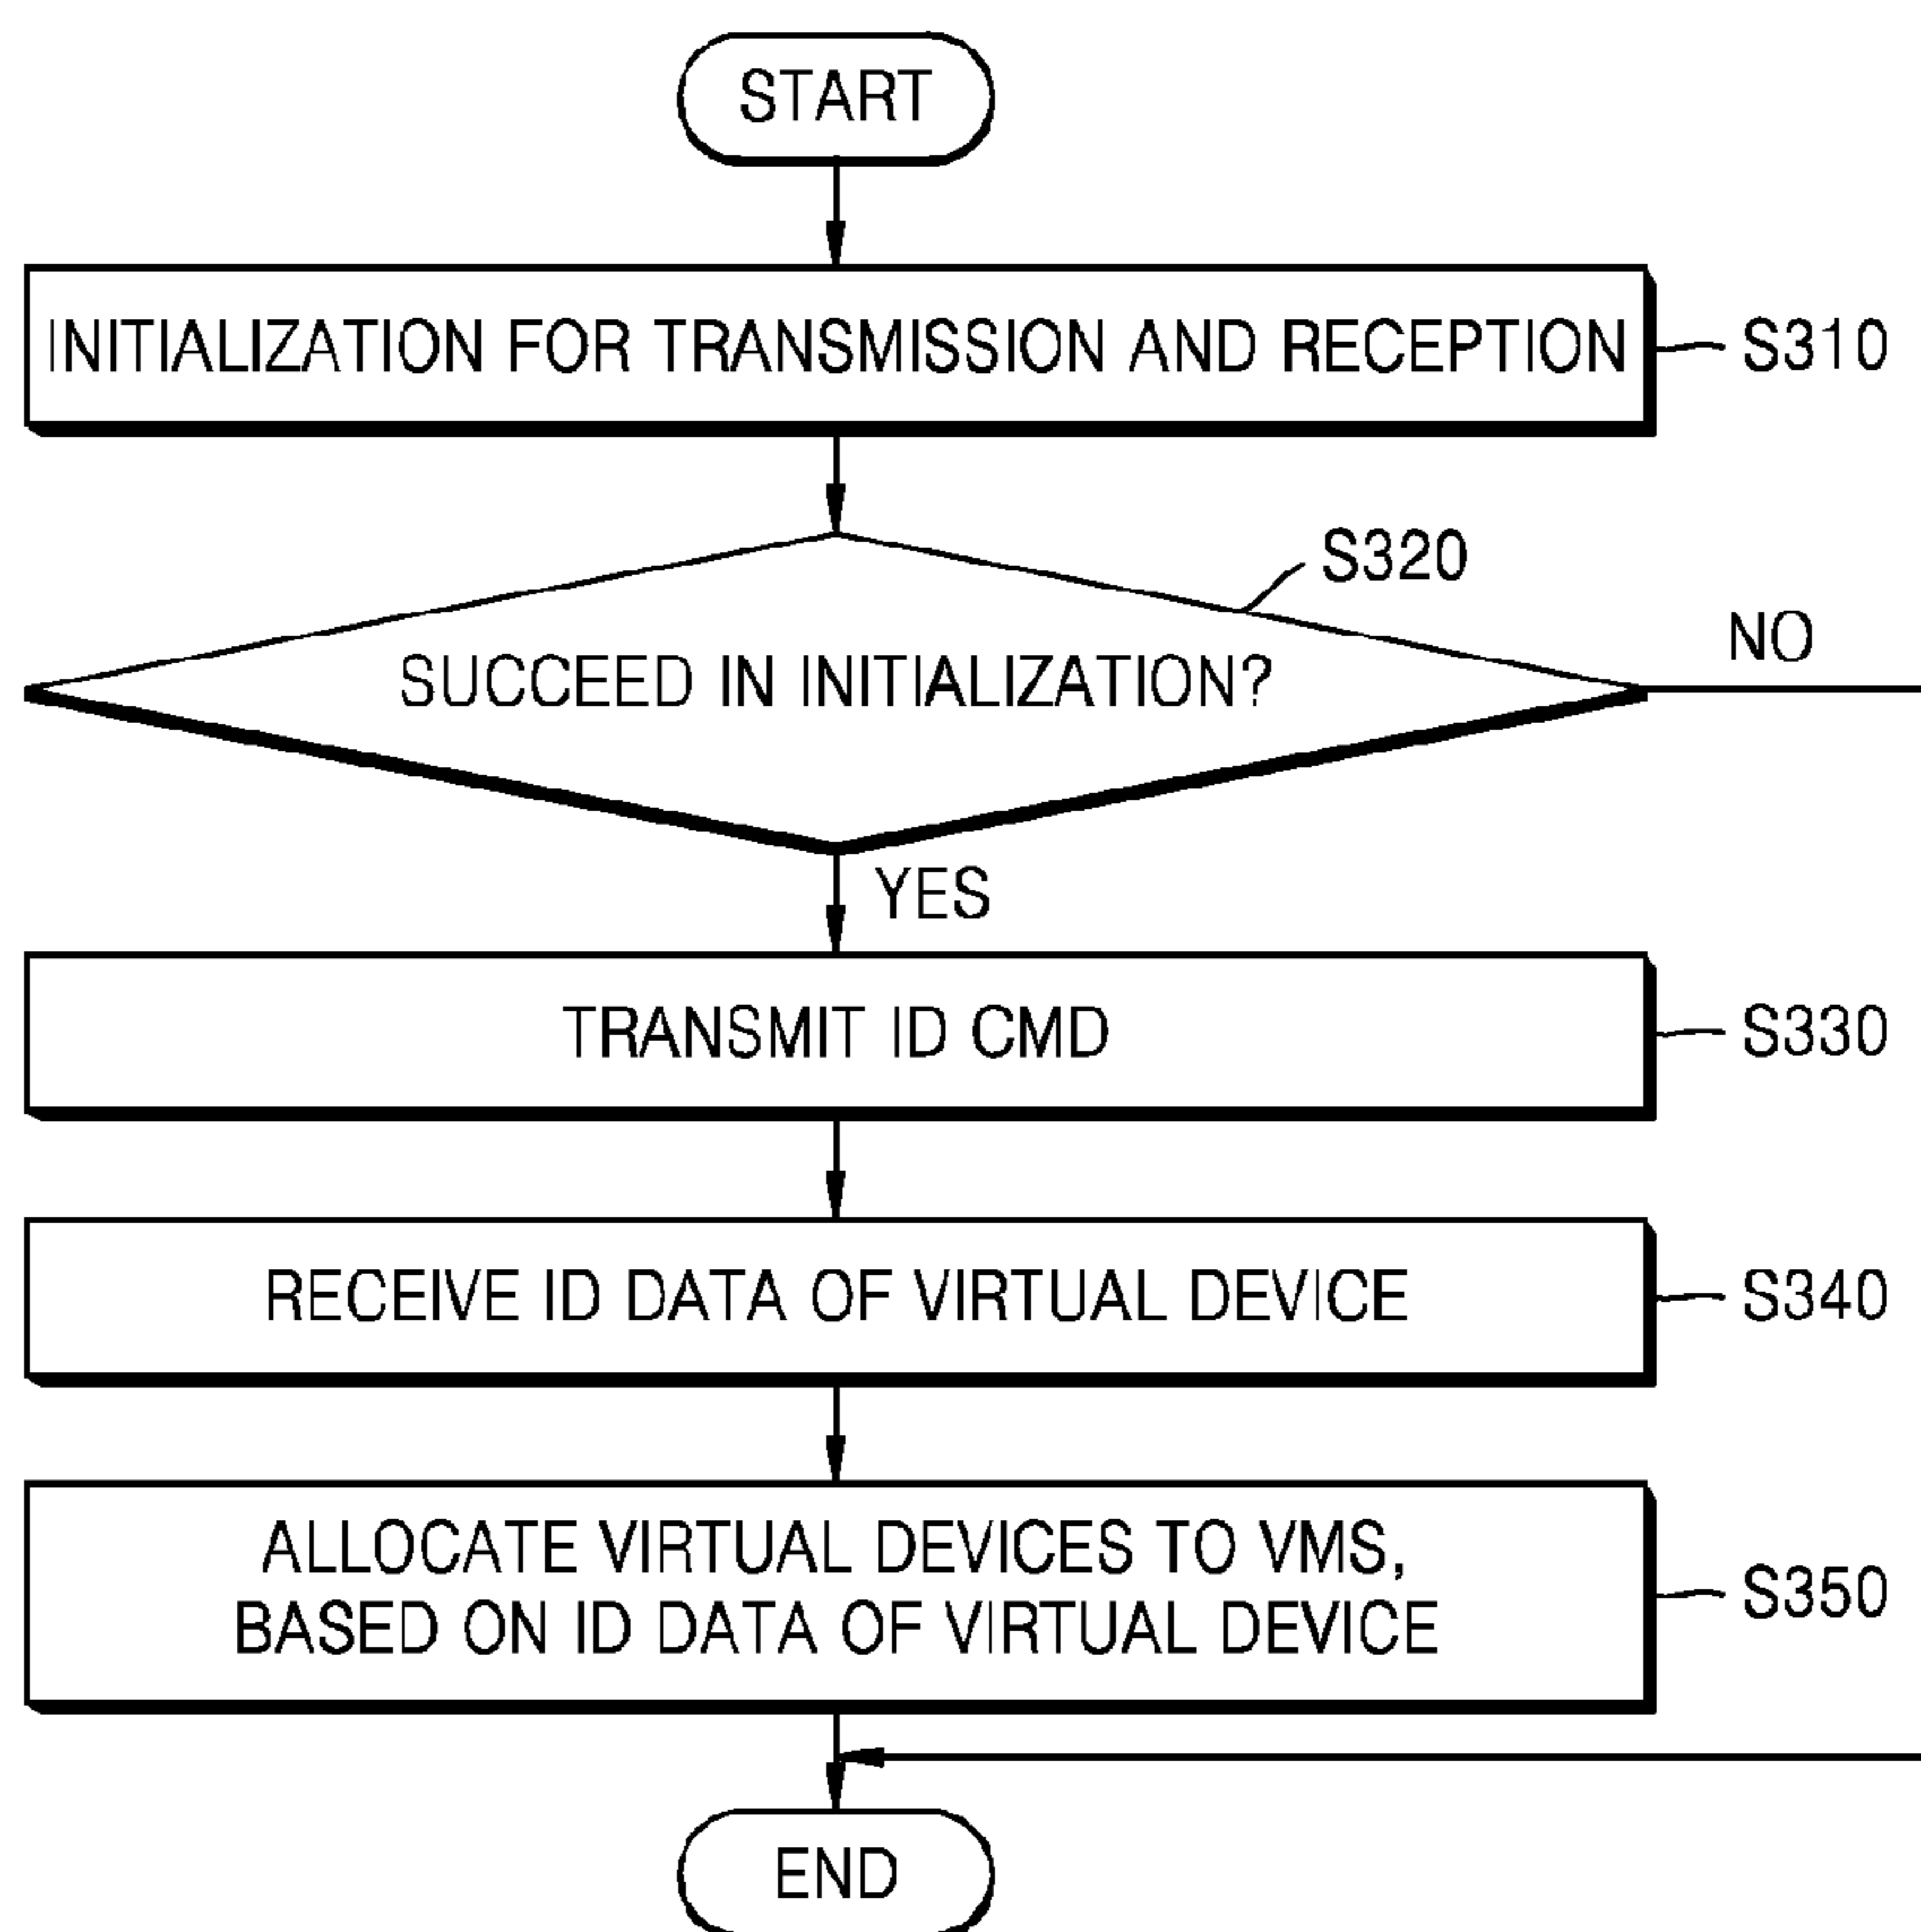 START
INITIALIZATION FOR TRANSMISSION AND RECEPTION
S310
S320
SUCCEED IN INITIALIZATION?
NO
YES
TRANSMIT ID CMD
S330
RECEIVE ID DATA OF VIRTUAL DEVICE
S340
ALLOCATE VIRTUAL DEVICES TO VMS,
BASED ON ID DATA OF VIRTUAL DEVICE
S350
END